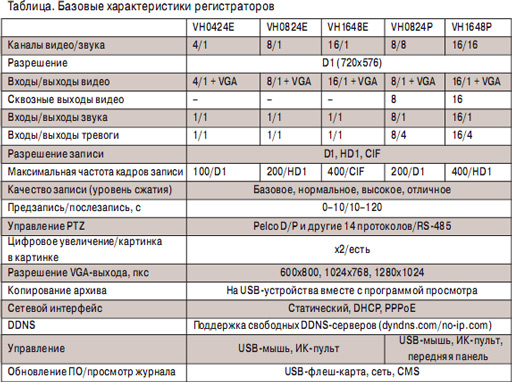 Таблица. Базовые характеристики регистраторов
VH0424E VH0824E VH1648E VH0824P VH1648P
Каналы видео/звука 4/1 8/1 16/1 8/8 16/16
Разрешение D1 (720x576)
Входы/выходы видео 4/1 + VGA 8/1 + VGA 16/1 + VGA 8/1 + VGA 16/1 + VGA
Сквозные выходы видео – – – 8 16
Входы/выходы звука 1/1 1/1 1/1 8/1 16/1
Входы/выходы тревоги 1/1 1/1 1/1 8/4 16/4
Разрешение записи D1, HD1, CIF
Максимальная частота кадров записи 100/D1 200/HD1 400/CIF 200/D1 400/HD1
Качество записи (уровень сжатия) Базовое, нормальное, высокое, отличное
Предзапись/послезапись, с 0–10/10–120
Управление PTZ Pelco D/P и другие 14 протоколов/RS-485
Цифровое увеличение/картинка
в картинке x2/есть
Разрешение VGA-выхода, пкс 600x800, 1024x768, 1280x1024
Копирование архива На USB-устройства вместе с программой просмотра
Сетевой интерфейс Статический, DHCP, PPPoE
DDNS Поддержка свободных DDNS-серверов (dyndns.com/no-ip.com)
Управление USB-мышь, ИК-пульт USB-мышь, ИК-пульт,
передняя панель
Обновление ПО/просмотр журнала USB-флеш-карта, сеть, CMS